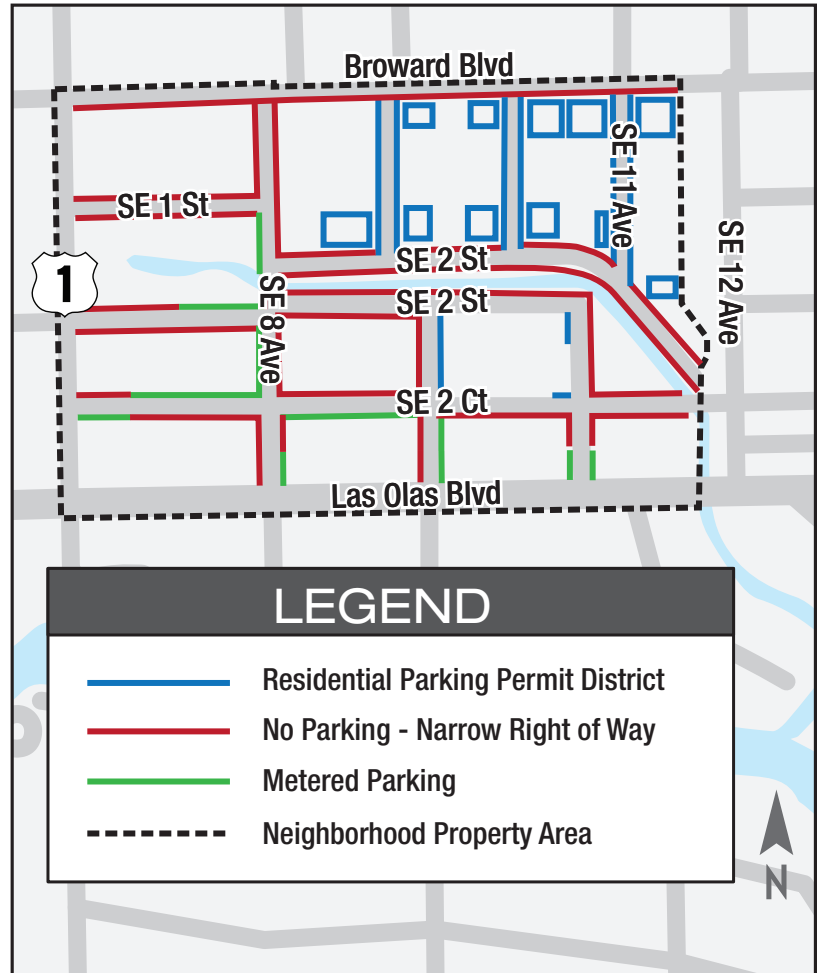 Broward Blvd
SE 1 St
SE 11 Ave
SE 2 St
SE 12 Ave
1
SE 8 Ave
SE 2 St
SE 2 Ct
Las Olas Blvd
LEGEND
Residential Parking Permit District
No Parking - Narrow Right of Way
Metered Parking
Neighborhood Property Area
N